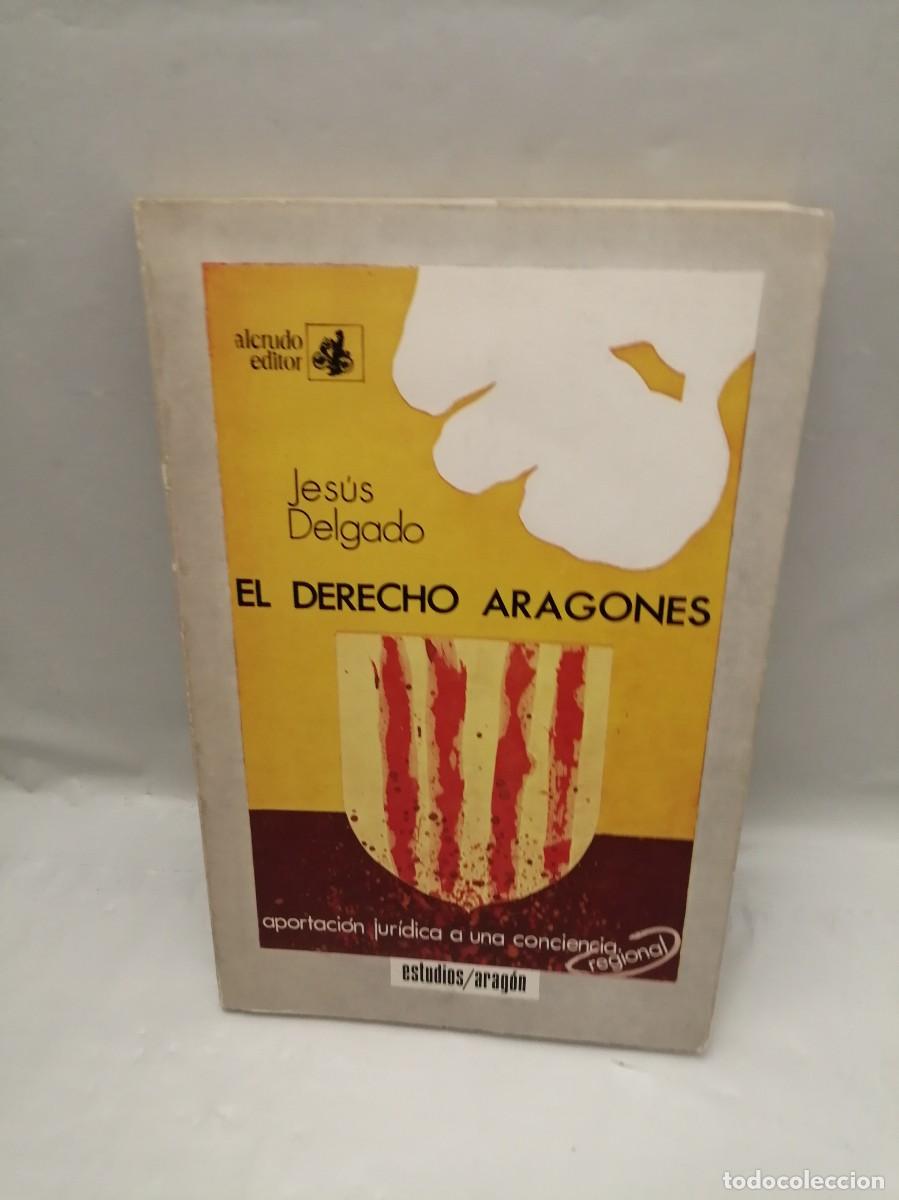 alcrudo
editor
Jesús
Delgado
EL DERECHO ARAGONES
aportación jurídica a una conciencia
regional
estudios/aragón
todocoleccion